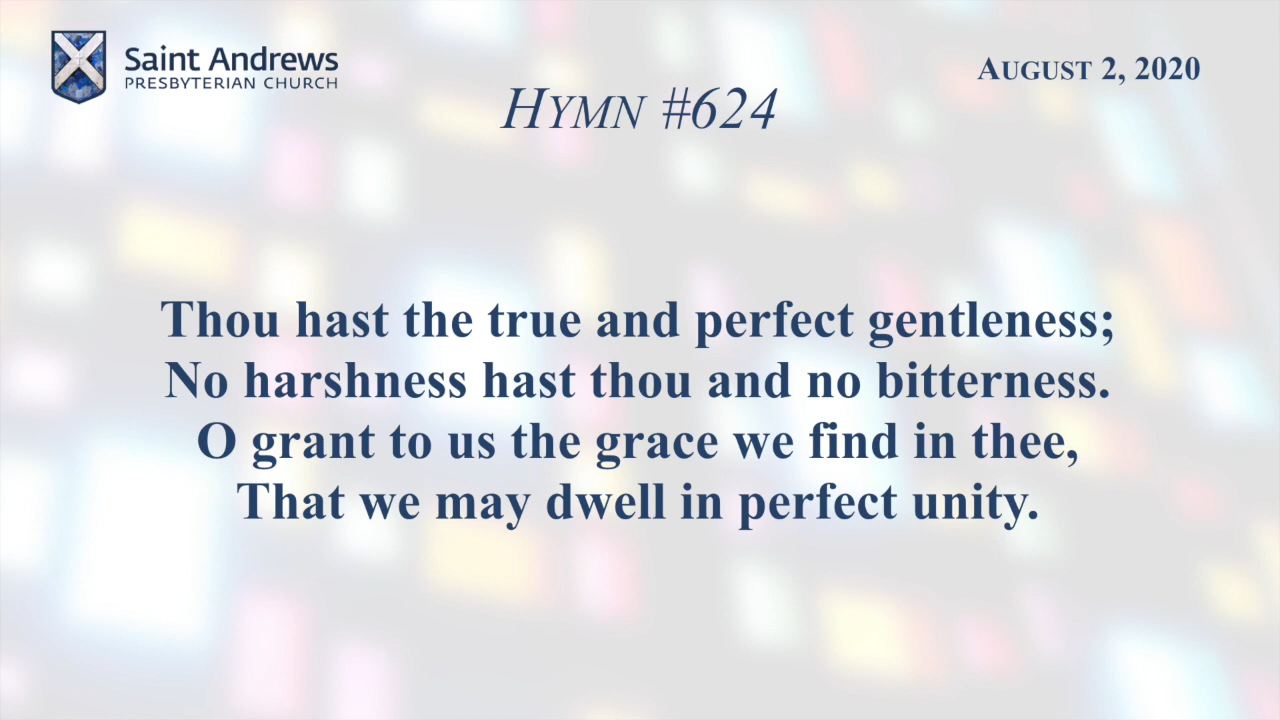 Saint Andrews
PRESBYTERIAN CHURCH
AUGUST 2, 2020
HYMN #624
Thou hast the true and perfect gentleness;
No harshness hast thou and no bitterness.
O grant to us the grace we find in thee,
That we may dwell in perfect unity.